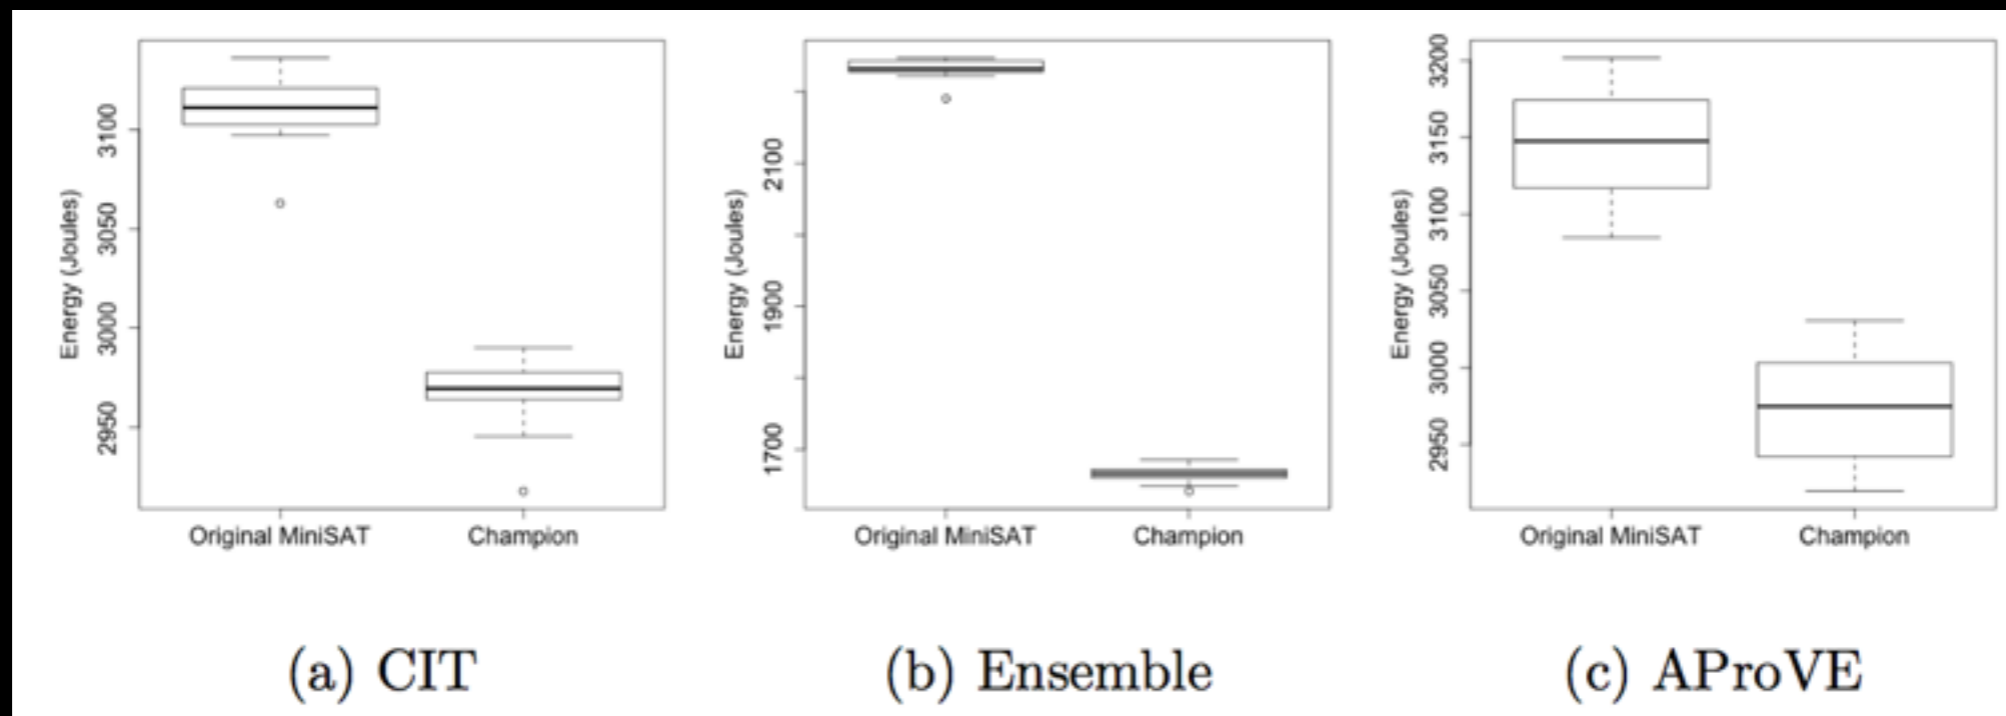 Energy (Joules)
3100
3050
3000
2950
Original MiniSAT
Champion
(a) CIT
Energy (Joules)
2100
1900
1700
Original MiniSAT
Champion
(b) Ensemble
Energy (Joules)
3200
3150
3100
3050
3000
2950
Original MiniSAT
Champion
(c) AProVE